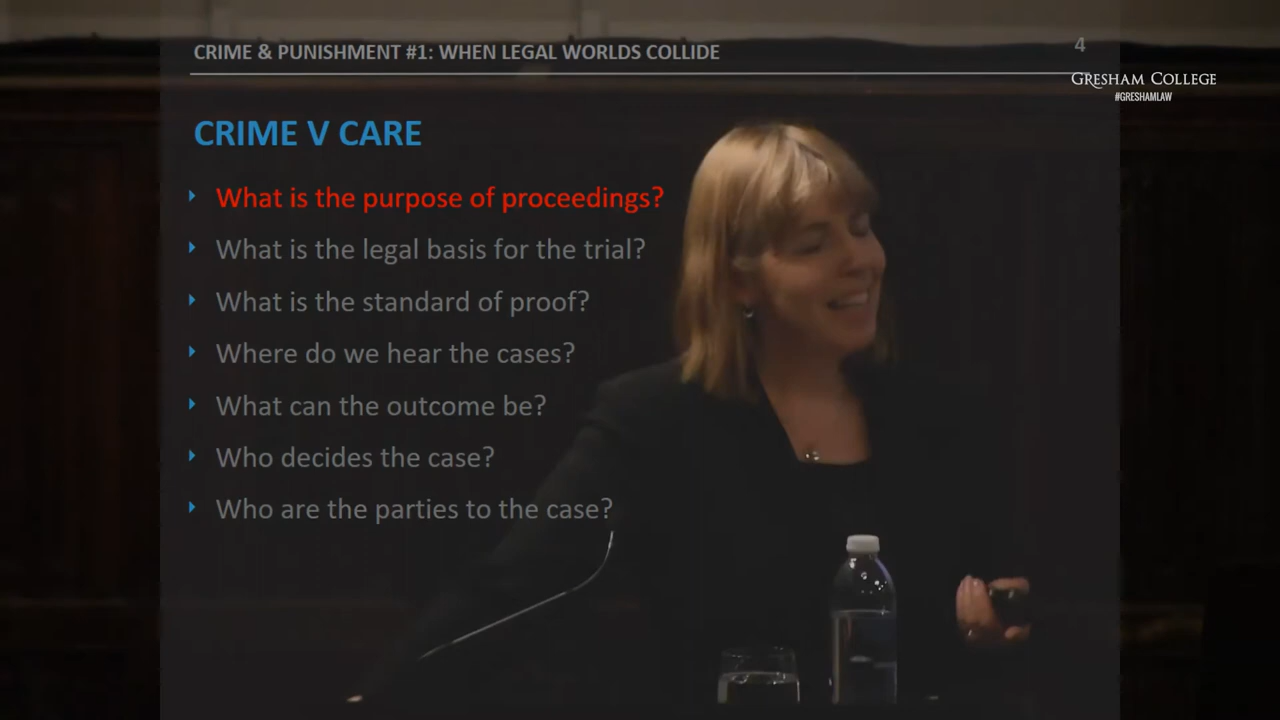 CRIME & PUNISHMENT #1: WHEN LEGAL WORLDS COLLIDE
4
GRESHAM COLLEGE
#GRESHAMLAW
CRIME V CARE
What is the purpose of proceedings?
What is the legal basis for the trial?
What is the standard of proof?
Where do we hear the cases?
What can the outcome be?
Who decides the case?
Who are the parties to the case?